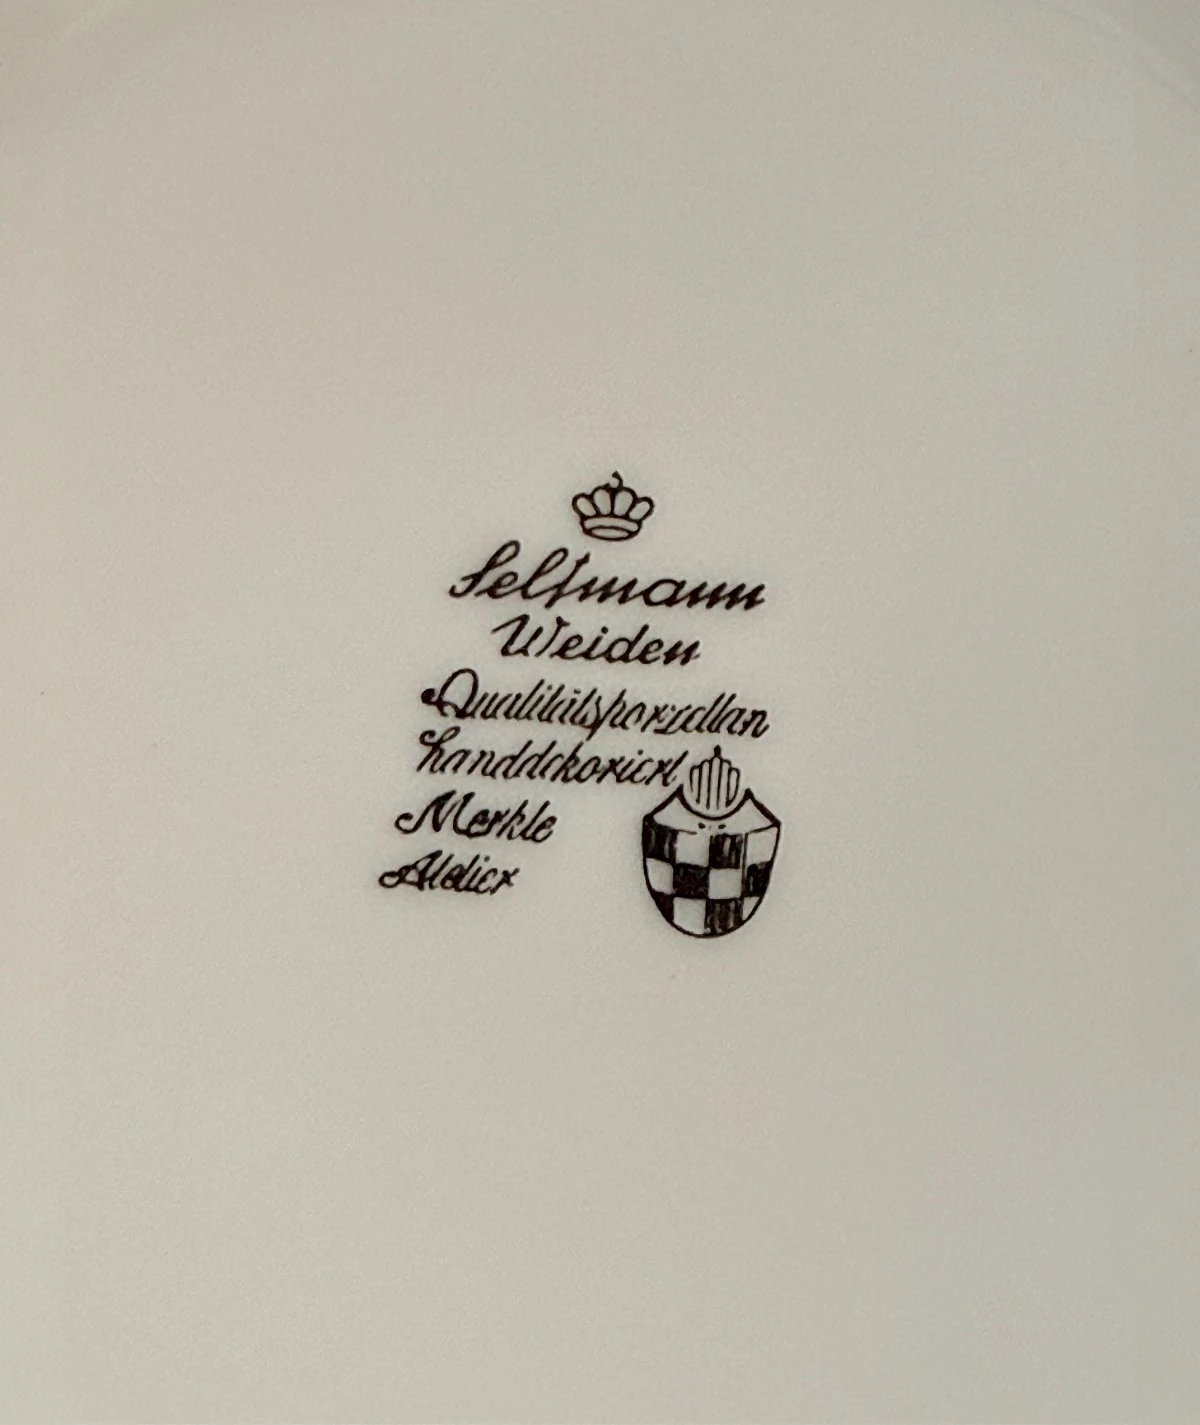 Seltmann
Weiden
Qualitätsporzellan
handdekoriert
Merkle
Atelier